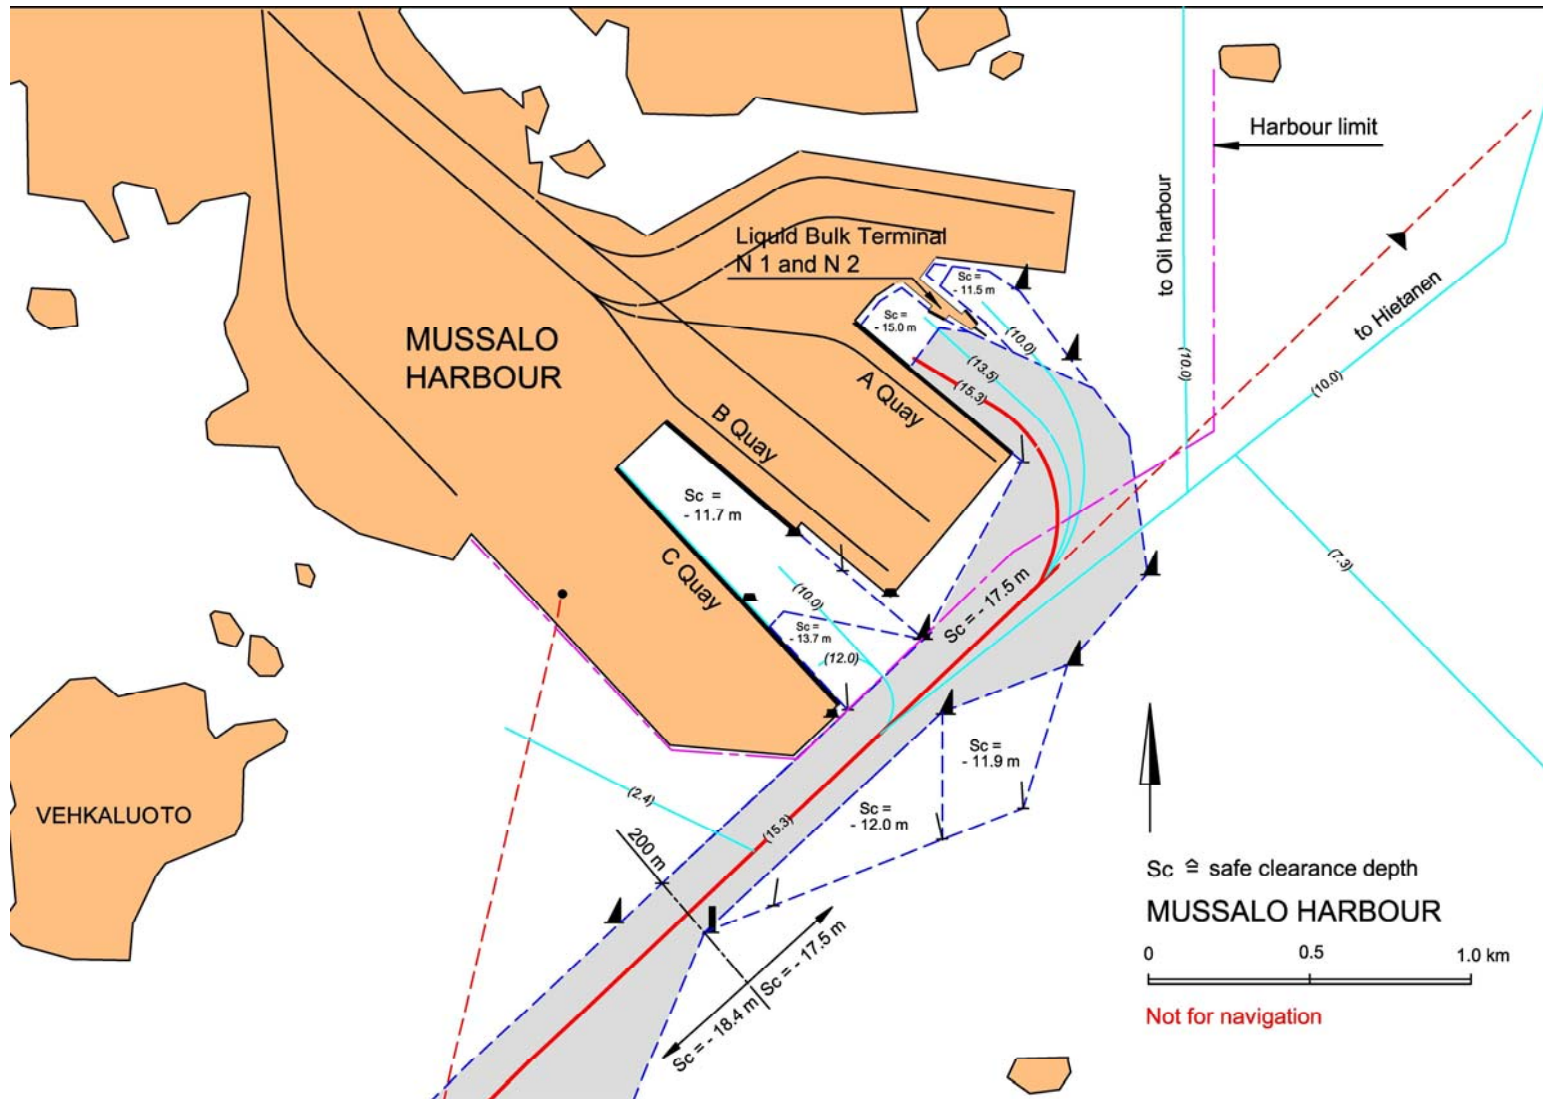 Harbour limit
to Oil harbour
to Hietanen
Liquid Bulk Terminal
N 1 and N 2
Sc =
- 11.5 m
Sc =
- 15.0 m
MUSSALO
HARBOUR
(10.0)
(13.5)
(15.3)
(10.0)
(10.0)
A Quay
B Quay
Sc =
- 11.7 m
C Quay
(7.3)
(10.0)
Sc = - 17.5 m
Sc =
- 13.7 m
(12.0)
Sc =
- 11.9 m
(2.4)
Sc =
- 12.0 m
(15.3)
VEHKALUOTO
200 m
Sc = - 17.5 m
Sc = - 18.4 m
Sc ≙ safe clearance depth
MUSSALO HARBOUR
0 0.5 1.0 km
Not for navigation